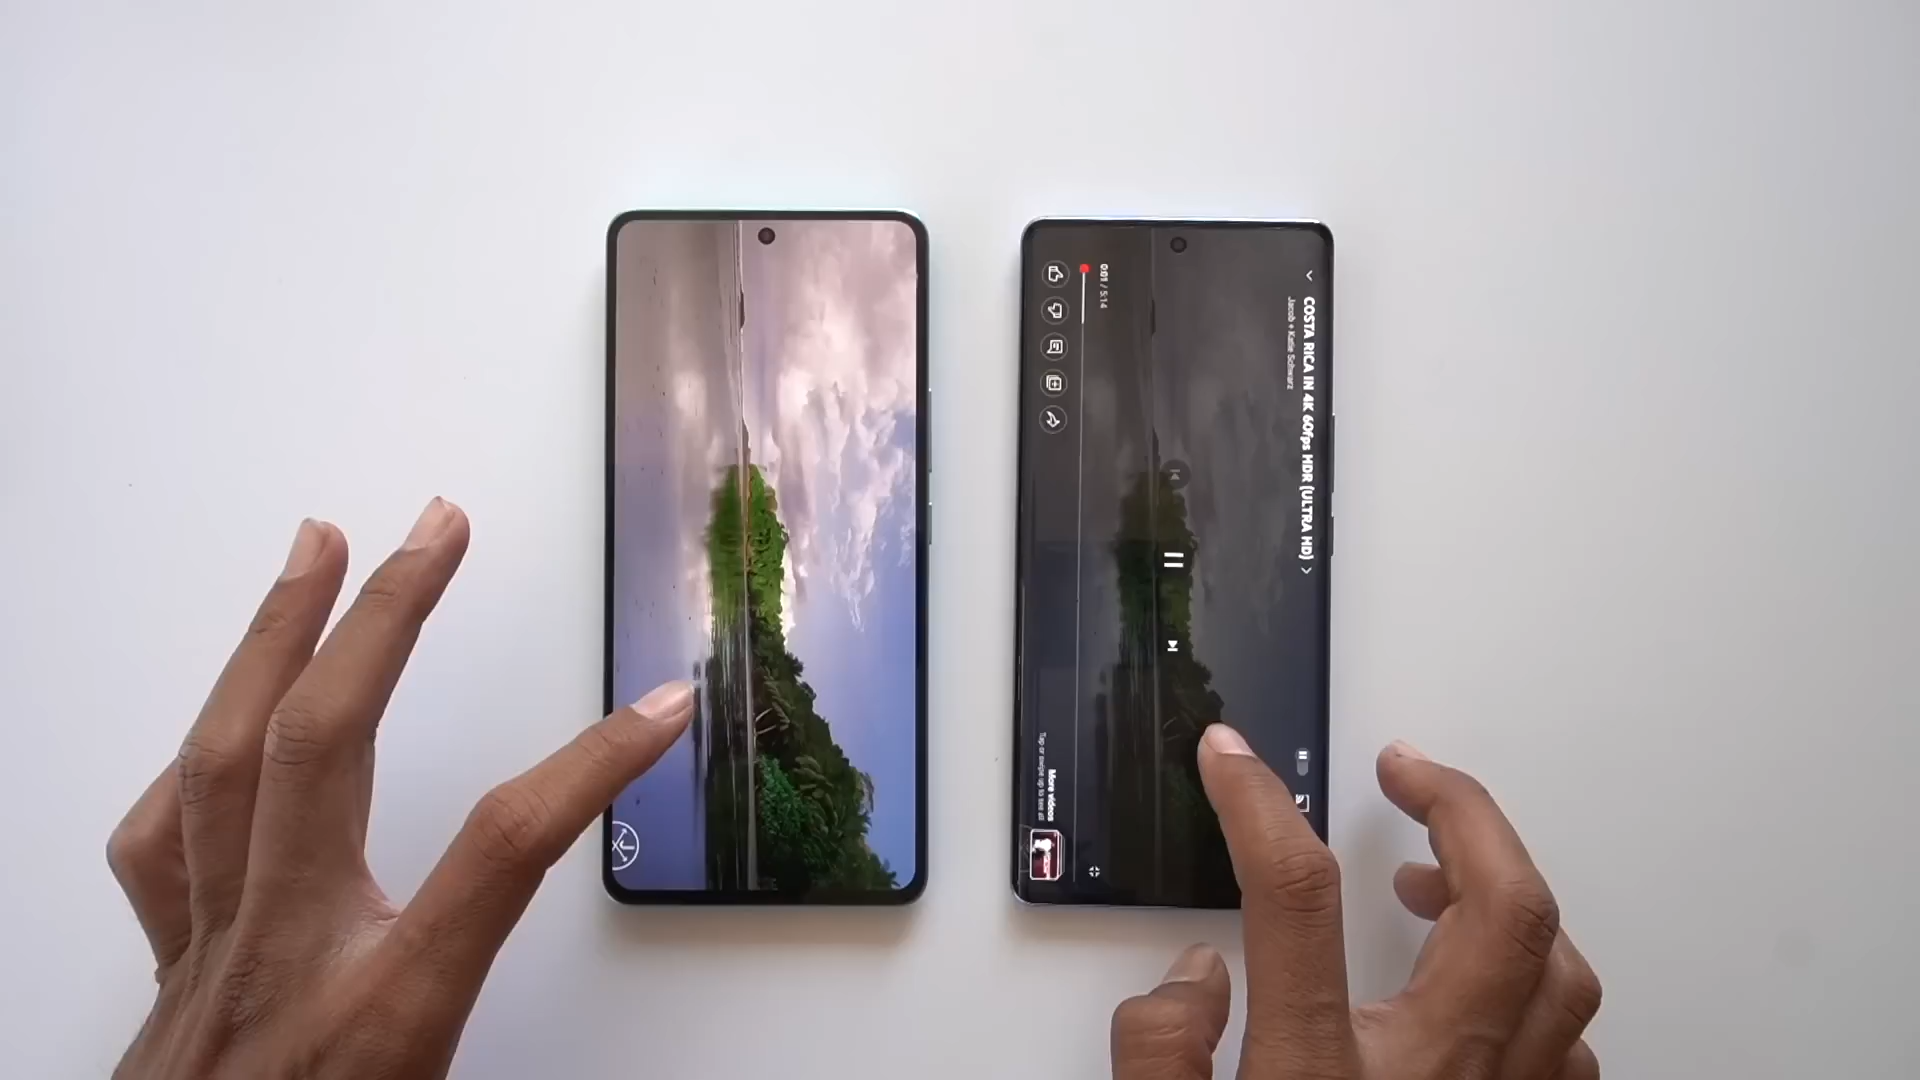 COSTA RICA IN 4K 60fps HDR (ULTRA HD)
Jacob + Katie Schwarz
0:01 / 5:14
More videos
Tap or swipe up to see all
J